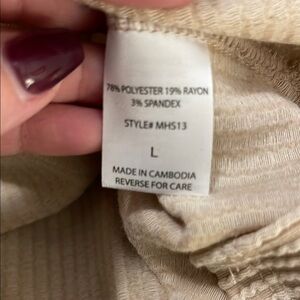 78% POLYESTER 19% RAYON
3% SPANDEX
STYLE# MHS13
L
MADE IN CAMBODIA
REVERSE FOR CARE